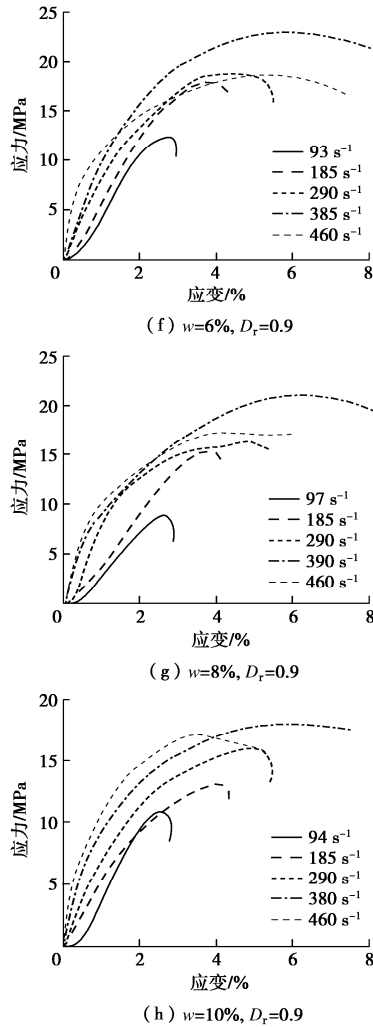 25
20
15
10
5
0
2
4
6
8
应力/MPa
应变/%
93 s⁻¹
185 s⁻¹
290 s⁻¹
385 s⁻¹
460 s⁻¹
(f) w=6%, Dr=0.9
25
20
15
10
5
0
2
4
6
8
应力/MPa
应变/%
97 s⁻¹
185 s⁻¹
290 s⁻¹
390 s⁻¹
460 s⁻¹
(g) w=8%, Dr=0.9
20
15
10
5
0
2
4
6
8
应力/MPa
应变/%
94 s⁻¹
185 s⁻¹
290 s⁻¹
380 s⁻¹
460 s⁻¹
(h) w=10%, Dr=0.9